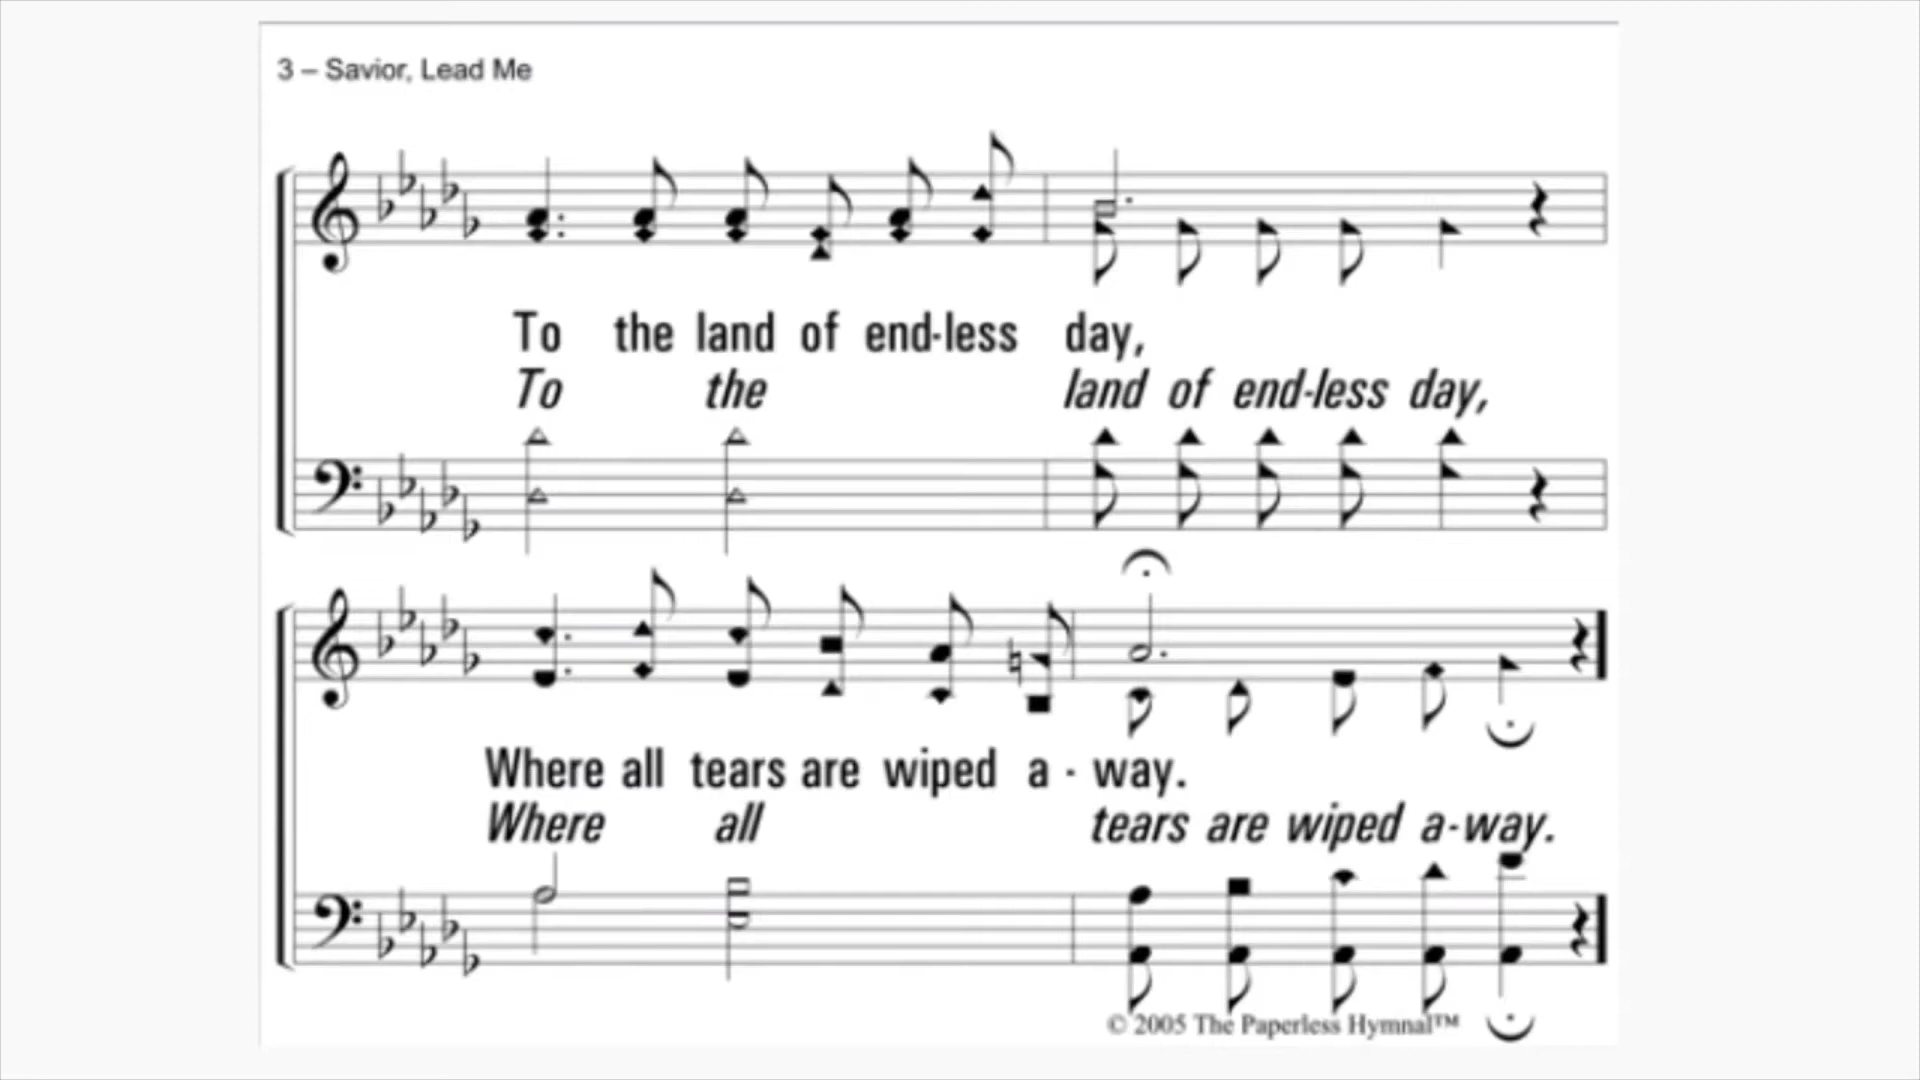 3 – Savior, Lead Me
To the land of end-less day,
To the land of end-less day,
Where all tears are wiped a - way.
Where all tears are wiped a-way.
© 2005 The Paperless Hymnal™